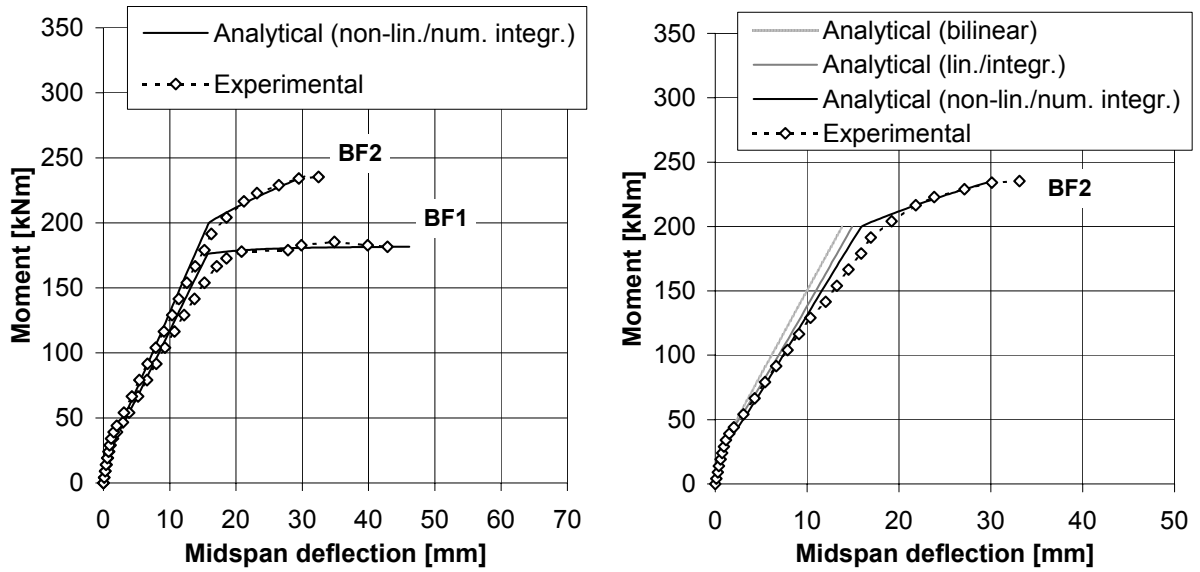 350
300
250
200
150
100
50
0
Moment [kNm]
Analytical (non-lin./num. integr.)
Experimental
BF2
BF1
0 10 20 30 40 50 60 70
Midspan deflection [mm]
350
300
250
200
150
100
50
0
Moment [kNm]
Analytical (bilinear)
Analytical (lin./integr.)
Analytical (non-lin./num. integr.)
Experimental
BF2
0 10 20 30 40 50
Midspan deflection [mm]